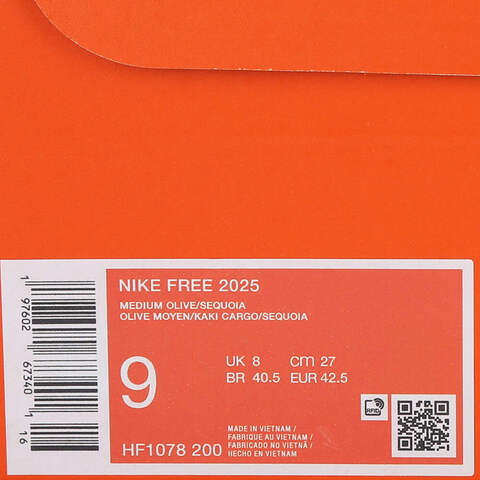 NIKE FREE 2025
MEDIUM OLIVE/SEQUOIA
OLIVE MOYEN/KAKI CARGO/SEQUOIA
9
UK 8 cm 27
BR 40.5 EUR 42.5
HF1078 200
MADE IN VIETNAM /
FABRIQUE AU VIETNAM /
FABRICADO NO VIETNÃ /
HECHO EN VIETNAM
RFID
1 97602 67340 1 16